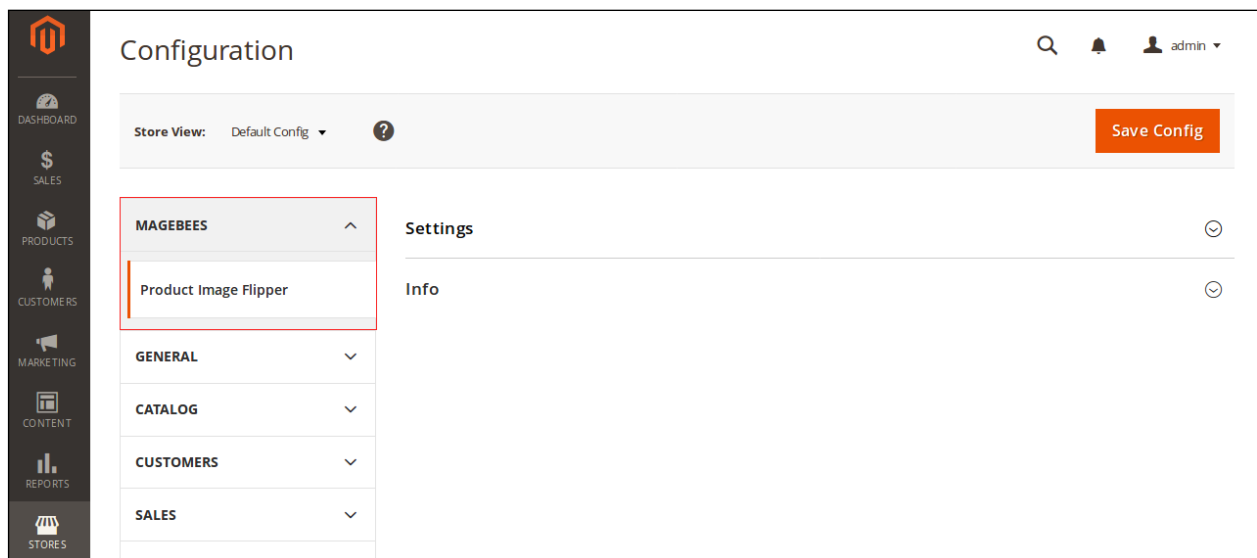 Configuration
admin
DASHBOARD
Store View: Default Config
Save Config
SALES
PRODUCTS
CUSTOMERS
MARKETING
CONTENT
REPORTS
STORES
MAGEBEES
Product Image Flipper
GENERAL
CATALOG
CUSTOMERS
SALES
Settings
Info